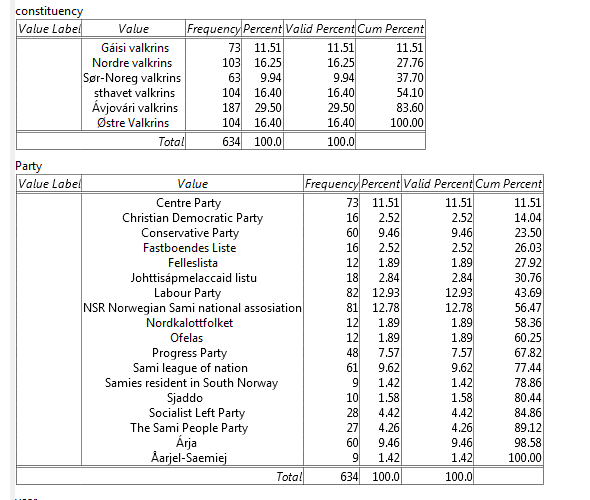 constituency
Value Label Value Frequency Percent Valid Percent Cum Percent
Gáisi valkrins 73 11.51 11.51 11.51
Nordre valkrins 103 16.25 16.25 27.76
Sør-Noreg valkrins 63 9.94 9.94 37.70
sthavet valkrins 104 16.40 16.40 54.10
Ávjovári valkrins 187 29.50 29.50 83.60
Østre Valkrins 104 16.40 16.40 100.00
Total 634 100.0 100.0
Party
Value Label Value Frequency Percent Valid Percent Cum Percent
Centre Party 73 11.51 11.51 11.51
Christian Democratic Party 16 2.52 2.52 14.04
Conservative Party 60 9.46 9.46 23.50
Fastboendes Liste 16 2.52 2.52 26.03
Felleslista 12 1.89 1.89 27.92
Johttisápmelaccaid listu 18 2.84 2.84 30.76
Labour Party 82 12.93 12.93 43.69
NSR Norwegian Sami national assosiation 81 12.78 12.78 56.47
Nordkalottfolket 12 1.89 1.89 58.36
Ofelas 12 1.89 1.89 60.25
Progress Party 48 7.57 7.57 67.82
Sami league of nation 61 9.62 9.62 77.44
Samies resident in South Norway 9 1.42 1.42 78.86
Sjaddo 10 1.58 1.58 80.44
Socialist Left Party 28 4.42 4.42 84.86
The Sami People Party 27 4.26 4.26 89.12
Árja 60 9.46 9.46 98.58
Åarjel-Saemiej 9 1.42 1.42 100.00
Total 634 100.0 100.0